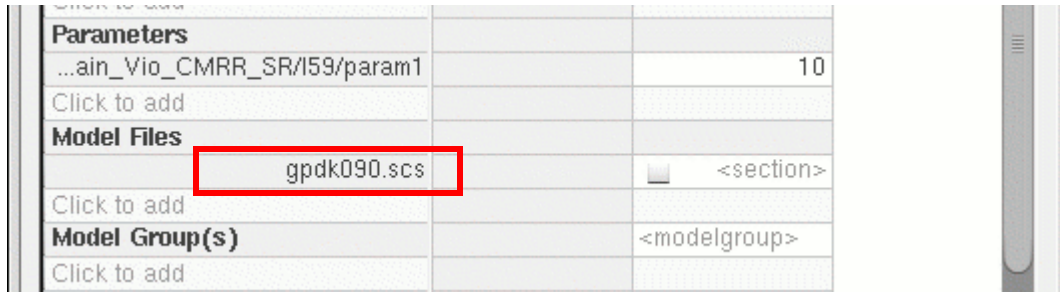 Parameters
...ain_Vio_CMRR_SR/I59/param1 10
Click to add
Model Files
gpdk090.scs <section>
Click to add
Model Group(s) <modelgroup>
Click to add